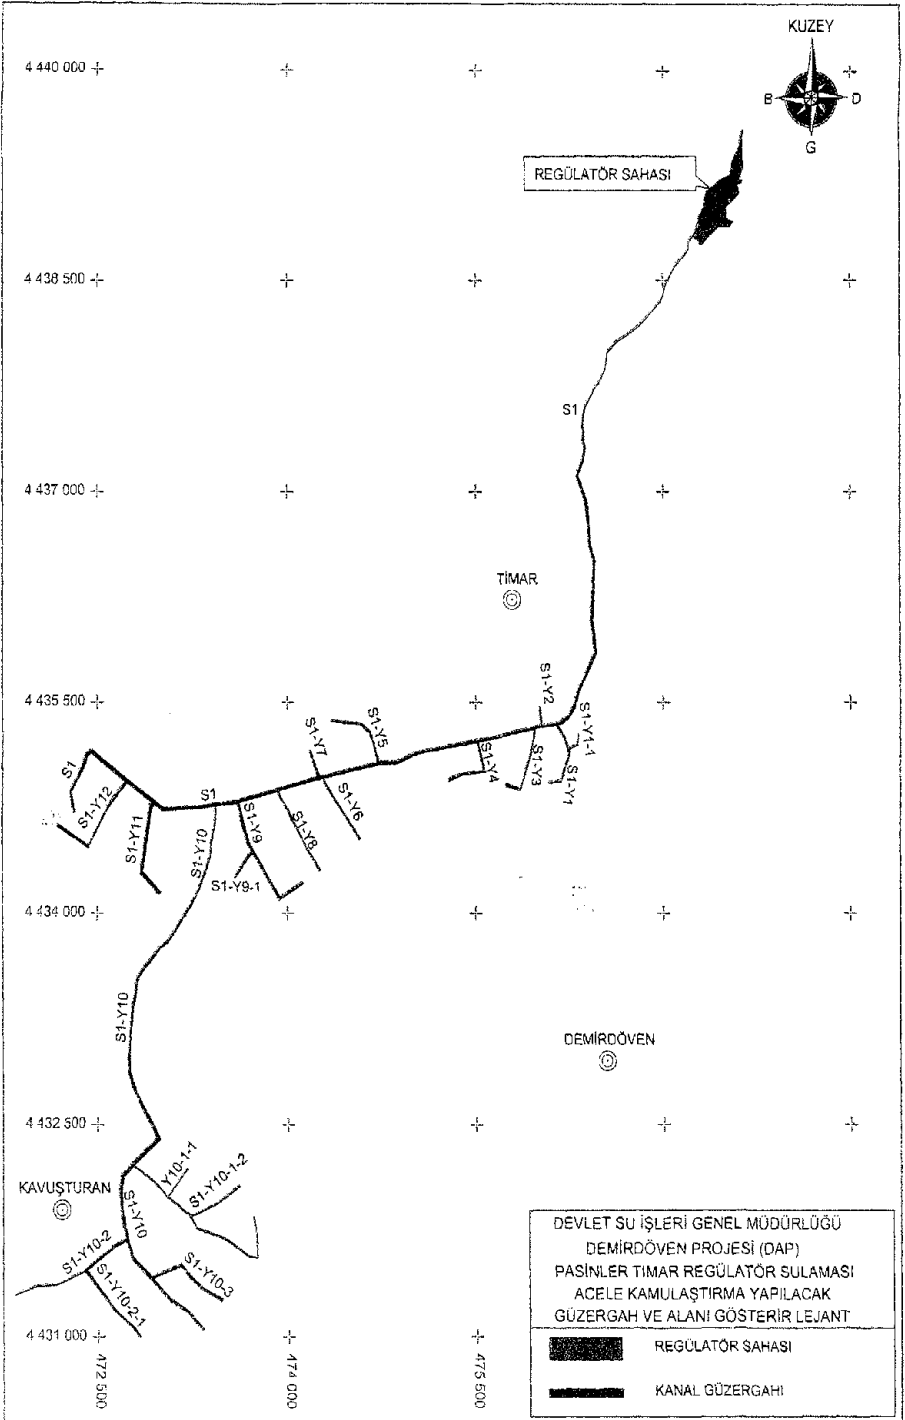 KUZEY
4 440 000
B
D
G
REGÜLATÖR SAHASI
4 438 500
S1
4 437 000
TİMAR
4 435 500
S1-Y2
S1-Y1-1
S1-Y5
S1-Y7
S1-Y4
S1-Y3
S1-Y1
S1
S1
S1-Y12
S1-Y11
S1-Y10
S1-Y9
S1-Y8
S1-Y6
S1-Y9-1
4 434 000
S1-Y10
DEMİRDÖVEN
4 432 500
Y10-1-1
S1-Y10-1-2
KAVUŞTURAN
S1-Y10
S1-Y10-2
S1-Y10-3
S1-Y10-2-1
4 431 000
472 500
474 000
475 500
DEVLET SU İŞLERİ GENEL MÜDÜRLÜĞÜ
DEMİRDÖVEN PROJESİ (DAP)
PASİNLER TIMAR REGÜLATÖR SULAMASI
ACELE KAMULAŞTIRMA YAPILACAK
GÜZERGAH VE ALANI GÖSTERİR LEJANT
REGÜLATÖR SAHASI
KANAL GÜZERGAHI